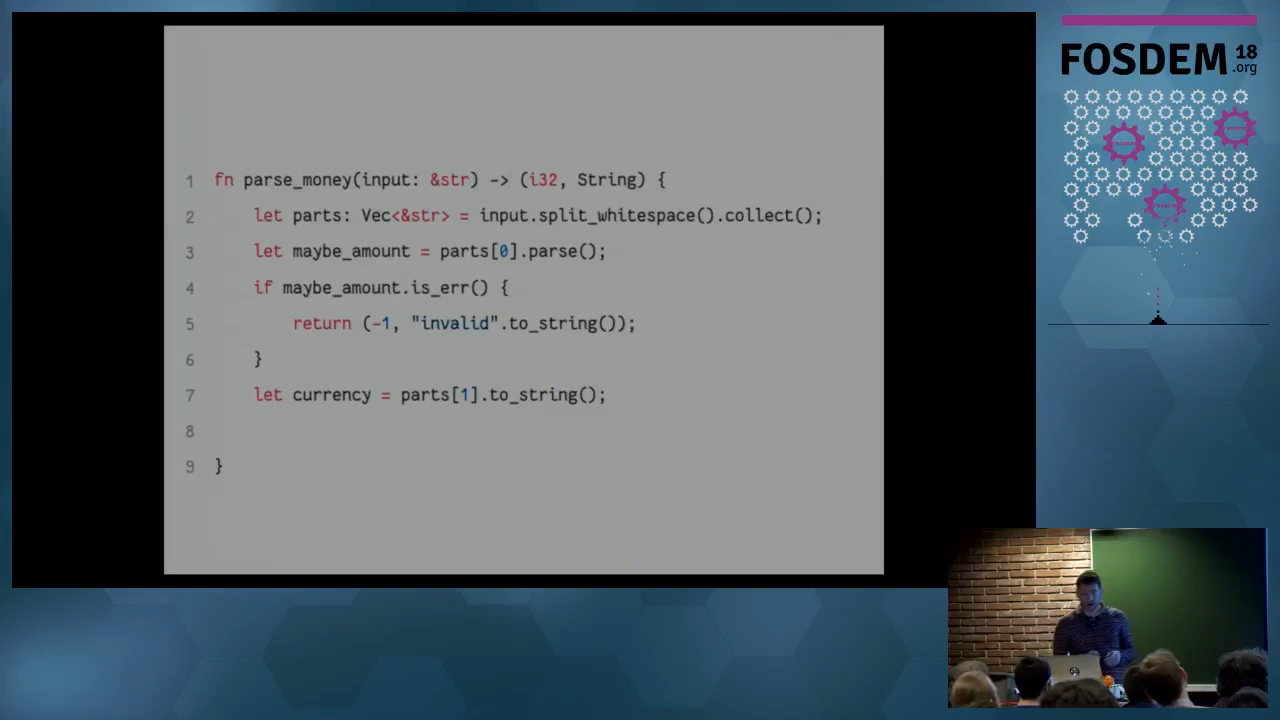 1 fn parse_money(input: &str) -> (i32, String) {
2     let parts: Vec<&str> = input.split_whitespace().collect();
3     let maybe_amount = parts[0].parse();
4     if maybe_amount.is_err() {
5         return (-1, "invalid".to_string());
6     }
7     let currency = parts[1].to_string();
8
9 }
FOSDEM 18
.org